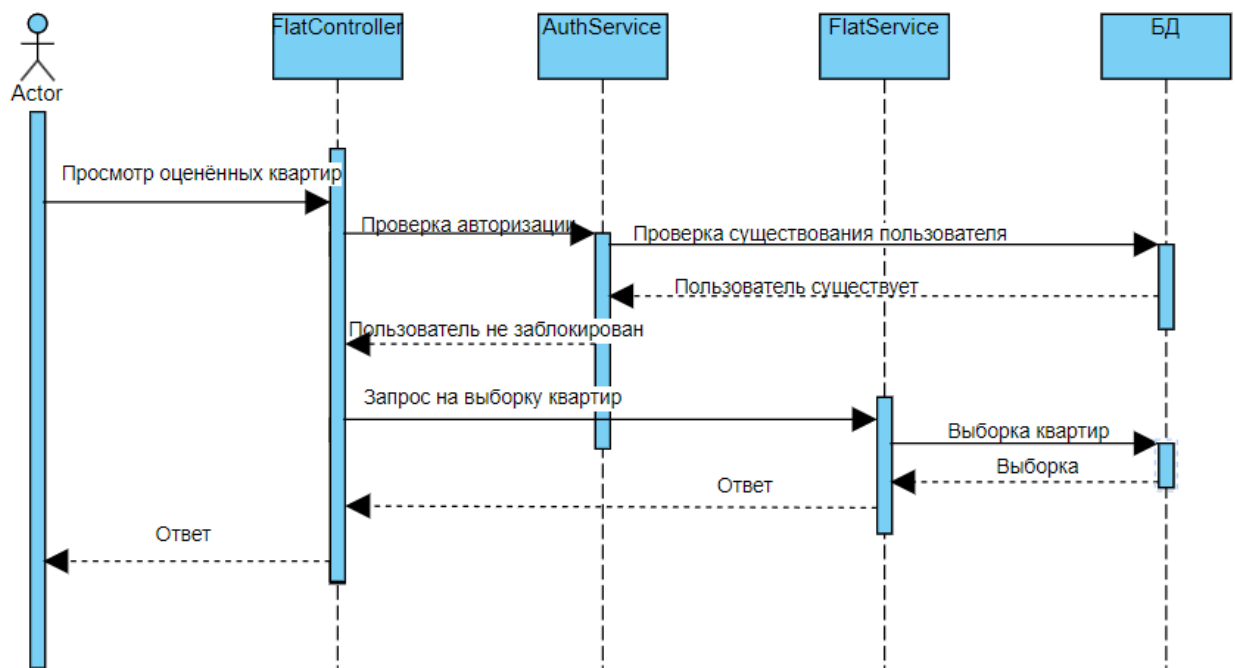 FlatController
AuthService
FlatService
БД
Actor
Просмотр оценённых квартир
Проверка авторизации
Проверка существования пользователя
Пользователь существует
Пользователь не заблокирован
Запрос на выборку квартир
Выборка квартир
Выборка
Ответ
Ответ